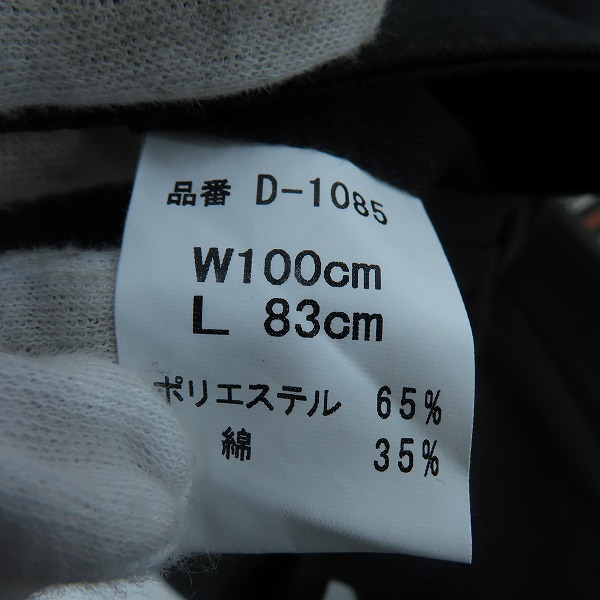 品番 D-1085
W100cm
L 83cm
ポリエステル 65%
綿 35%